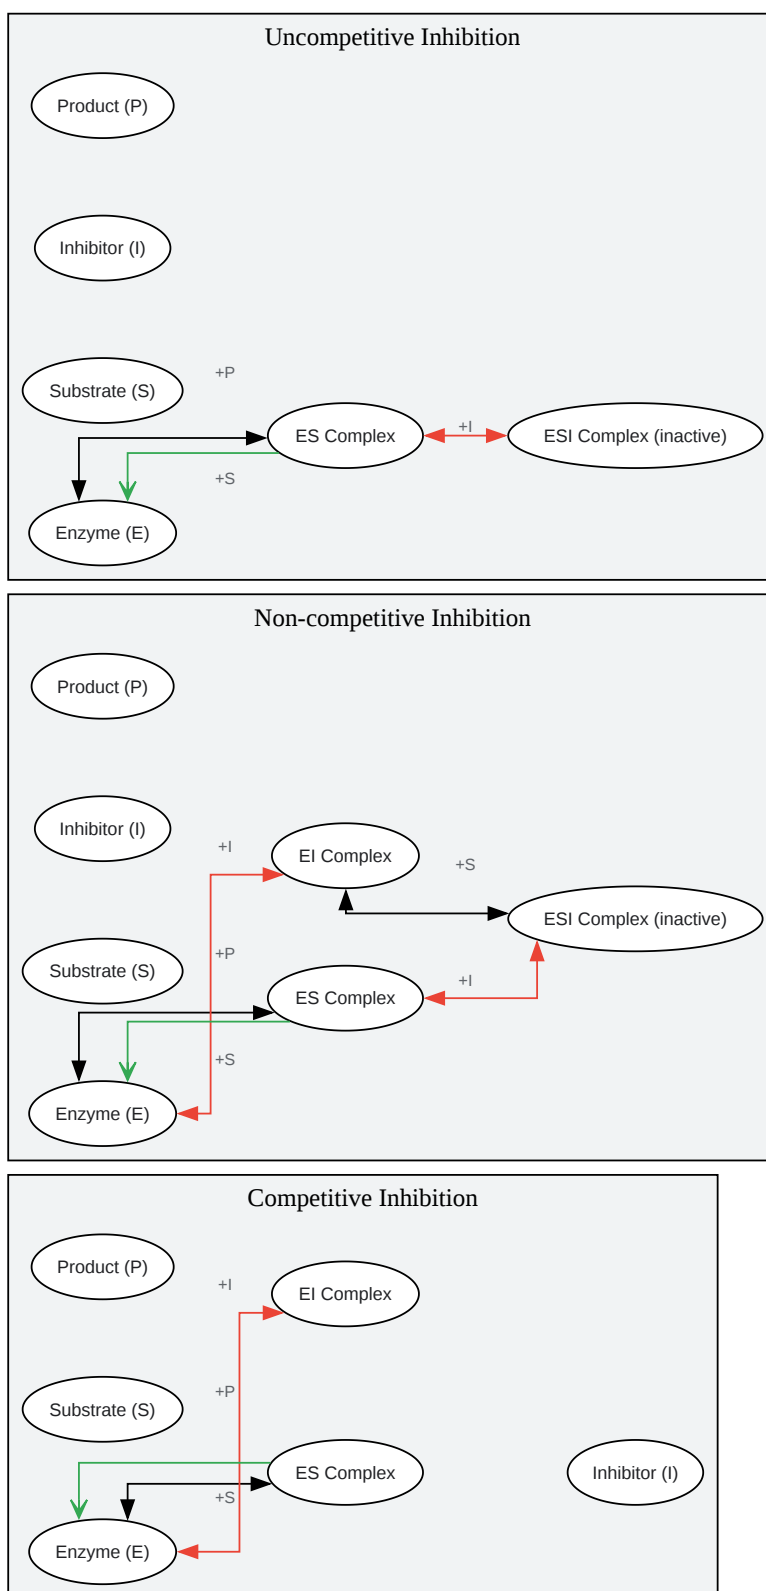 Uncompetitive Inhibition
Product (P)
Inhibitor (I)
+P
Substrate (S)
+I
ES Complex
ESI Complex (inactive)
+S
Enzyme (E)
Non-competitive Inhibition
Product (P)
Inhibitor (I)
+I
EI Complex
+S
ESI Complex (inactive)
+P
Substrate (S)
+I
ES Complex
+S
Enzyme (E)
Competitive Inhibition
Product (P)
+I
EI Complex
+P
Substrate (S)
ES Complex
Inhibitor (I)
+S
Enzyme (E)